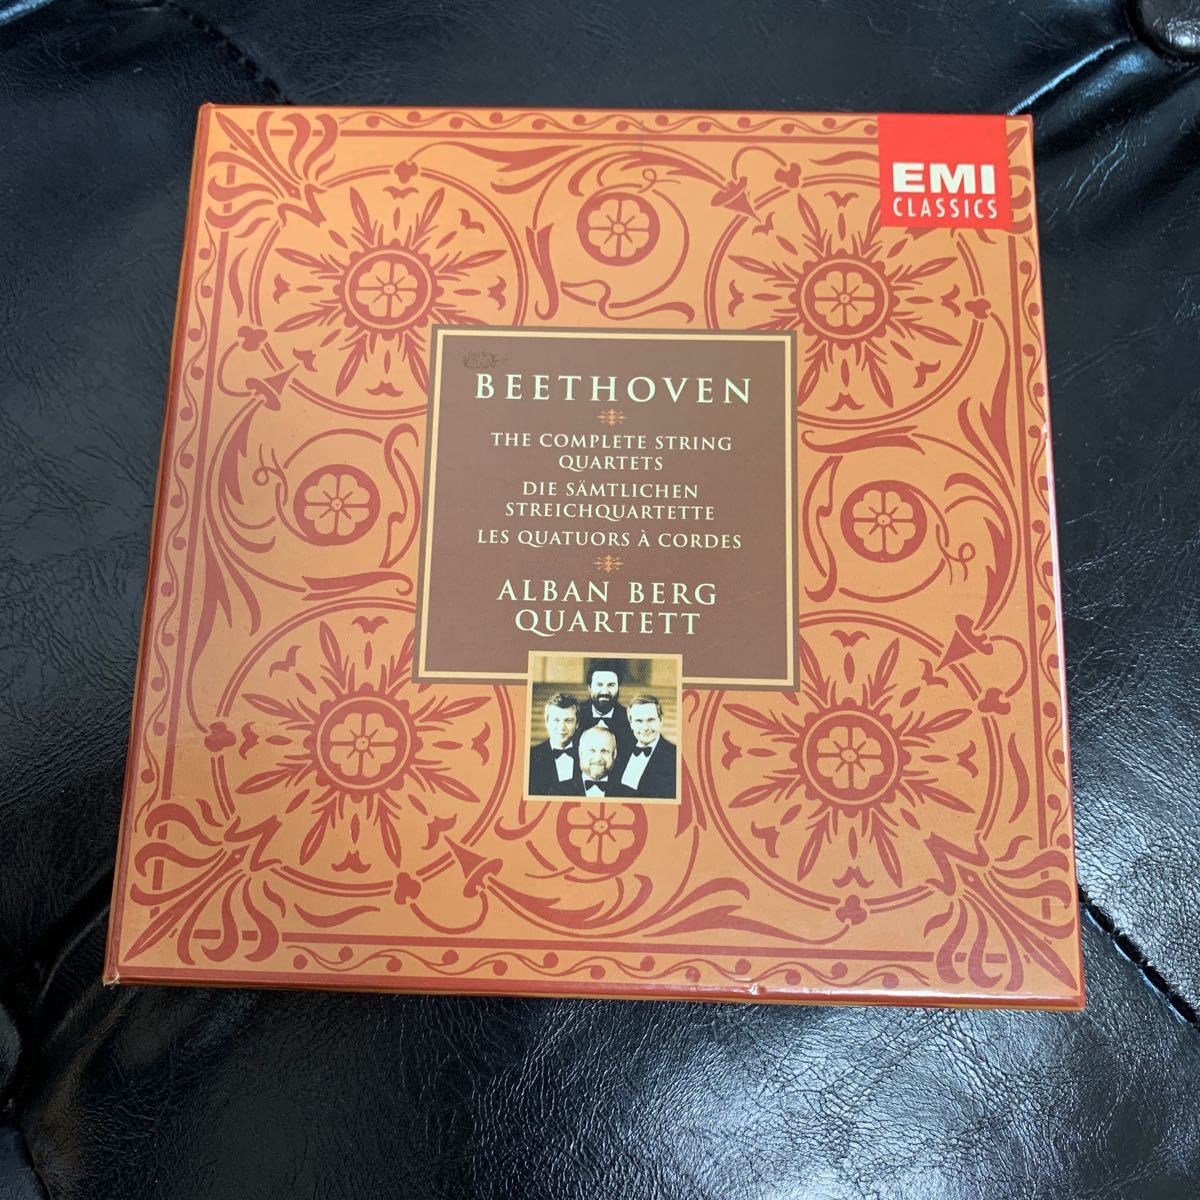 EMI
CLASSICS
BEETHOVEN
THE COMPLETE STRING
QUARTETS
DIE SÄMTLICHEN
STREICHQUARTETTE
LES QUATUORS À CORDES
ALBAN BERG
QUARTETT